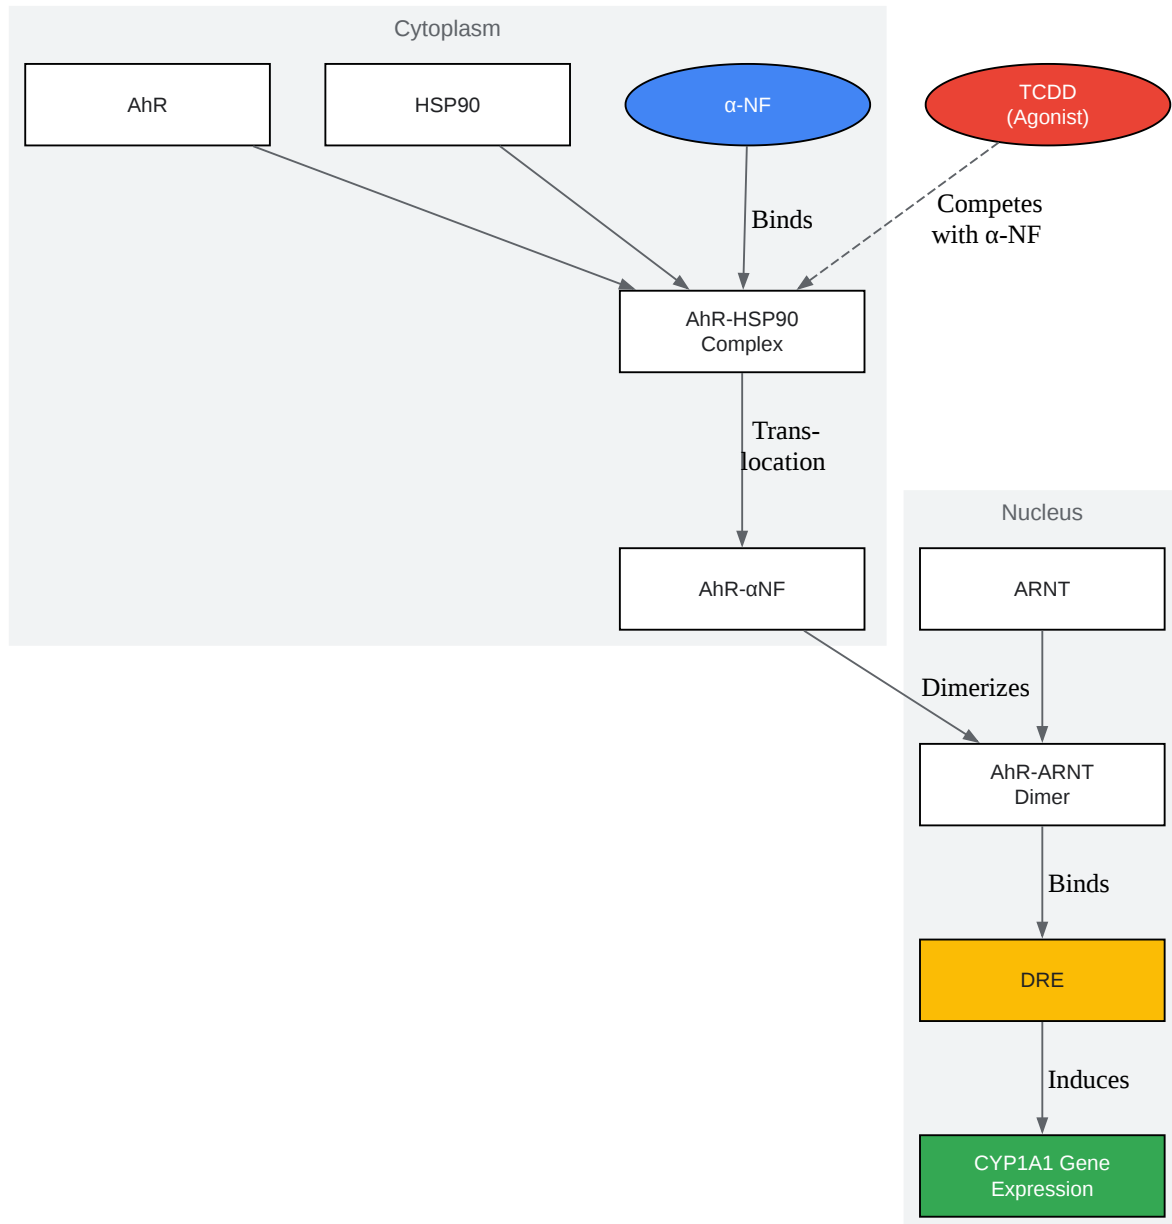 Cytoplasm
AhR
HSP90
α-NF
TCDD
(Agonist)
Binds
Competes
with α-NF
AhR-HSP90
Complex
Trans-
location
Nucleus
AhR-αNF
ARNT
Dimerizes
AhR-ARNT
Dimer
Binds
DRE
Induces
CYP1A1 Gene
Expression